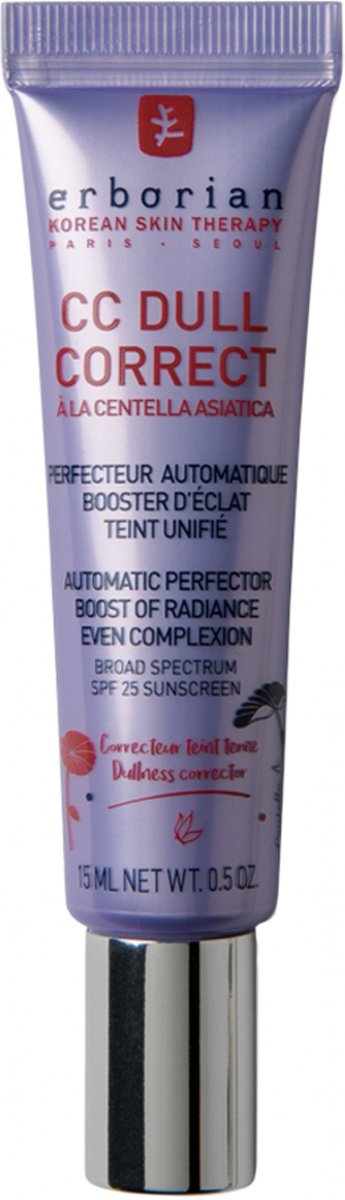 erborian
KOREAN SKIN THERAPY
PARIS - SEOUL
CC DULL
CORRECT
À LA CENTELLA ASIATICA
PERFECTEUR AUTOMATIQUE
BOOSTER D'ÉCLAT
TEINT UNIFIÉ
AUTOMATIC PERFECTOR
BOOST OF RADIANCE
EVEN COMPLEXION
BROAD SPECTRUM
SPF 25 SUNSCREEN
Correcteur teint terne
Dullness corrector
15 ML NET WT. 0.5 OZ.